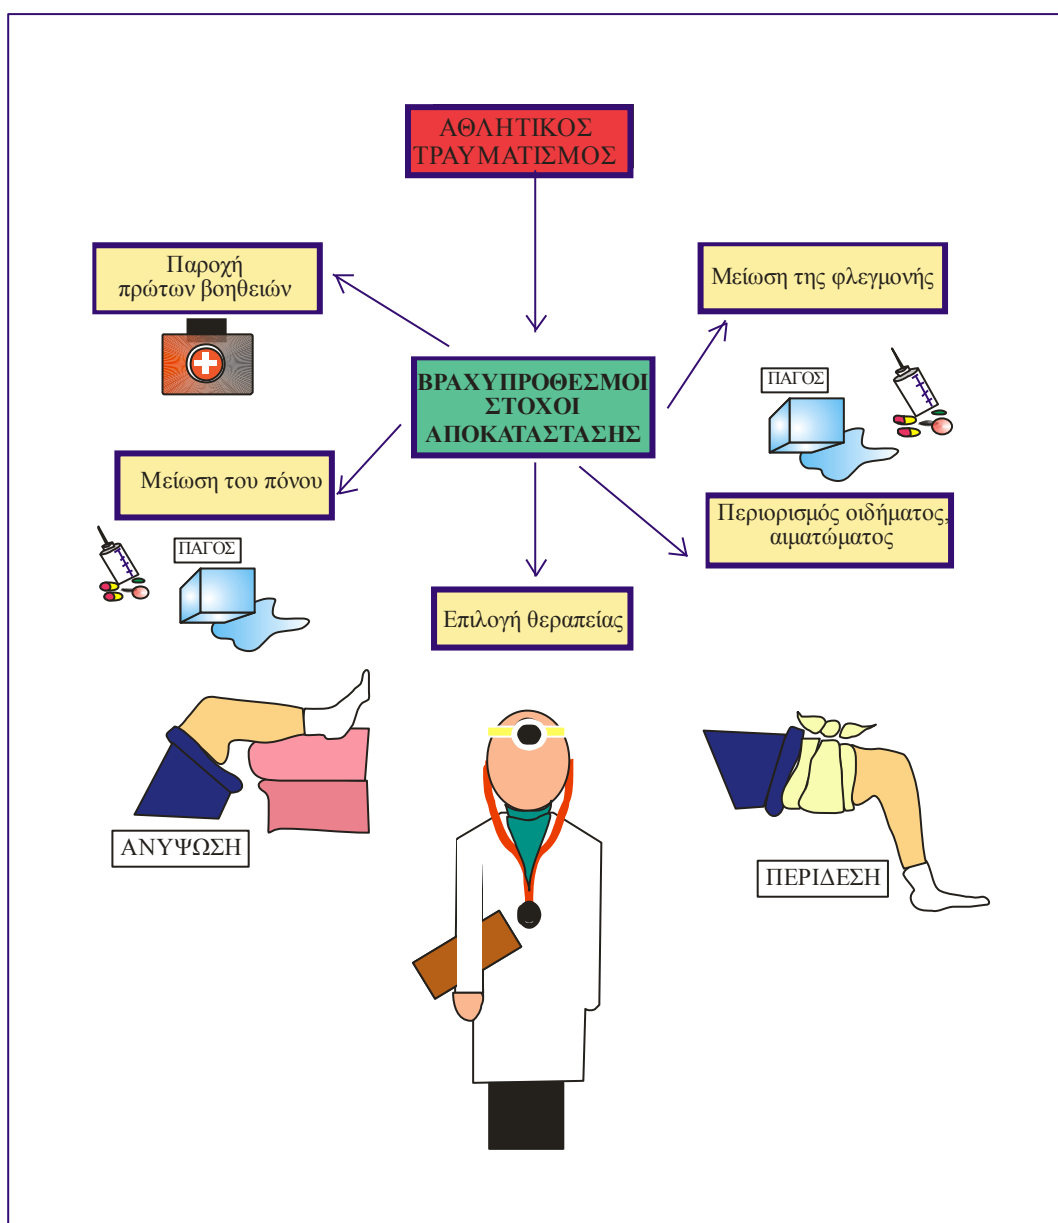 ΑΘΛΗΤΙΚΟΣ
ΤΡΑΥΜΑΤΙΣΜΟΣ
Παροχή
πρώτων βοηθειών
Μείωση της φλεγμονής
ΒΡΑΧΥΠΡΟΘΕΣΜΟΙ
ΣΤΟΧΟΙ
ΑΠΟΚΑΤΑΣΤΑΣΗΣ
ΠΑΓΟΣ
Μείωση του πόνου
Περιορισμός οιδήματος,
αιματώματος
ΠΑΓΟΣ
Επιλογή θεραπείας
ΑΝΥΨΩΣΗ
ΠΕΡΙΔΕΣΗ